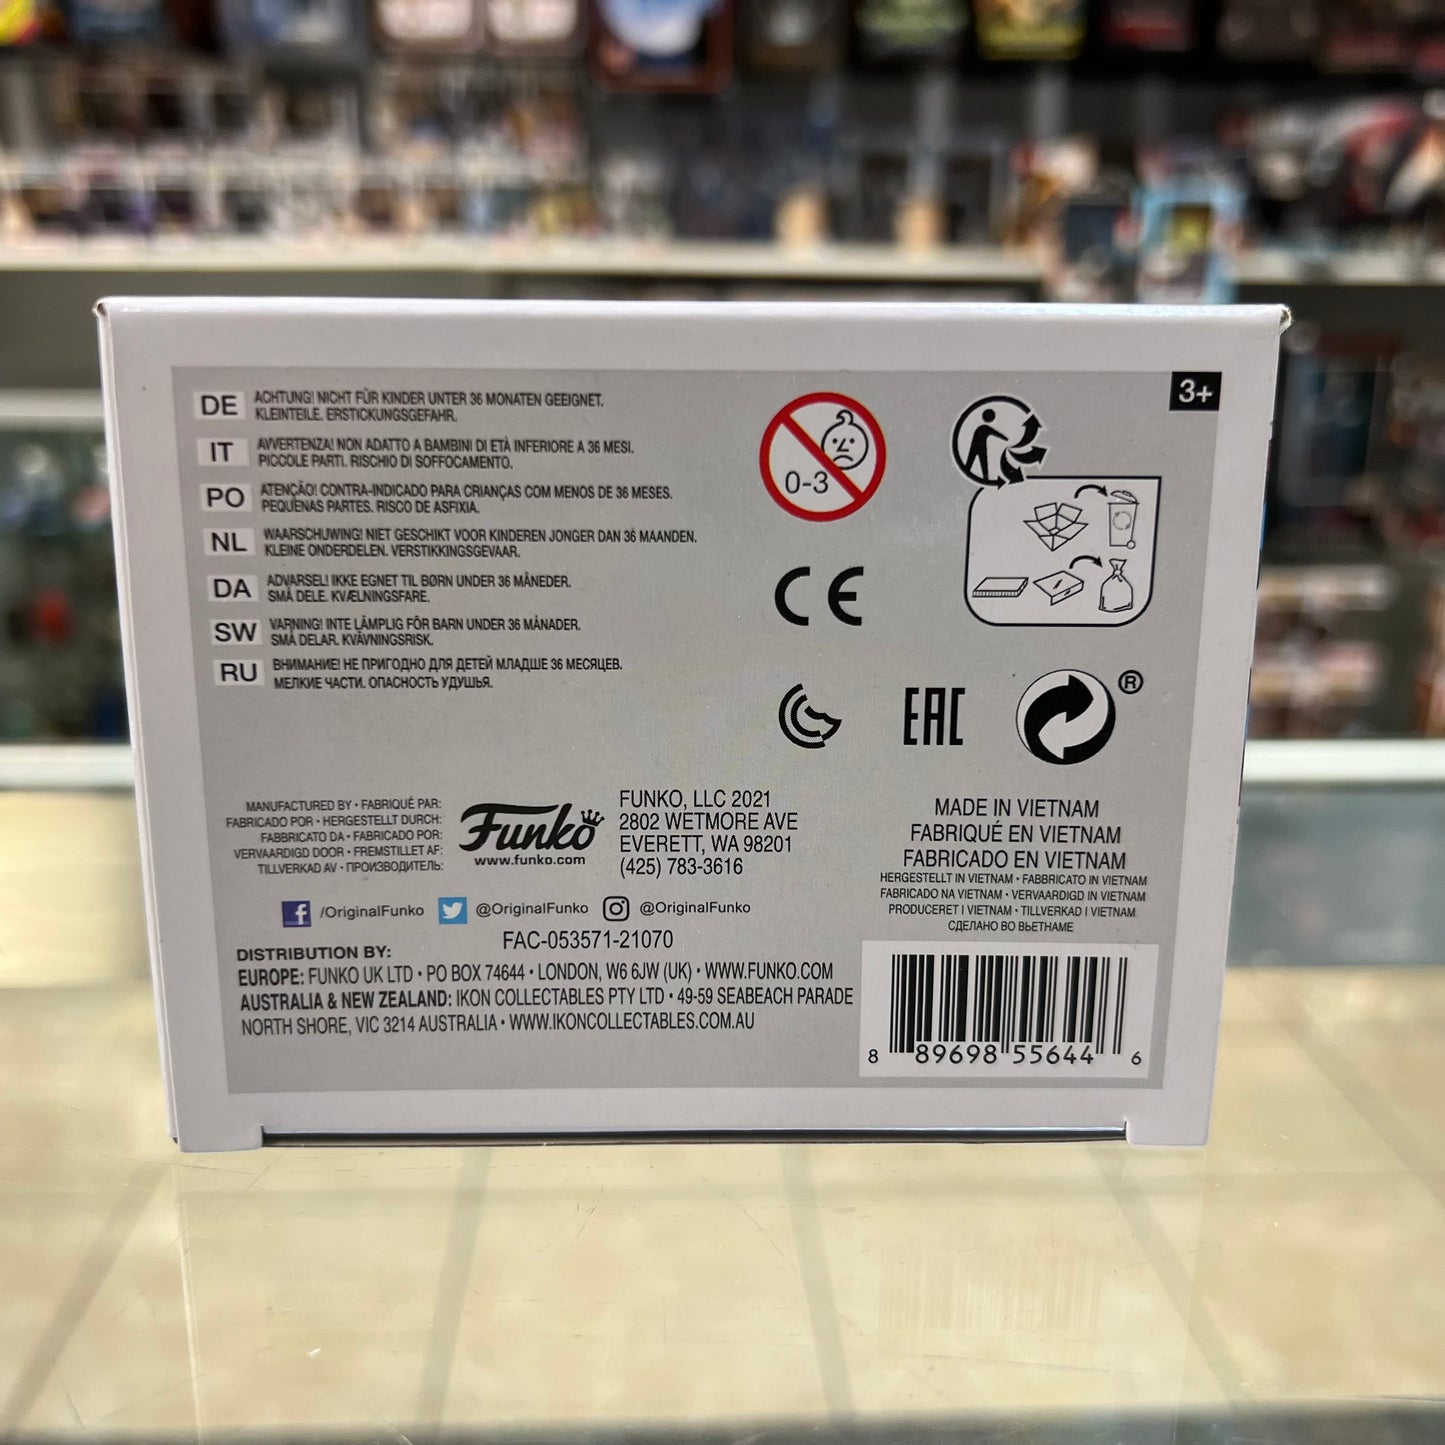 3+
DE ACHTUNG! NICHT FÜR KINDER UNTER 36 MONATEN GEEIGNET.
KLEINTEILE. ERSTICKUNGSGEFAHR.
IT AVVERTENZA! NON ADATTO A BAMBINI DI ETÀ INFERIORE A 36 MESI.
PICCOLE PARTI. RISCHIO DI SOFFOCAMENTO.
PO ATENÇÃO! CONTRA-INDICADO PARA CRIANÇAS COM MENOS DE 36 MESES.
PEQUENAS PARTES. RISCO DE ASFIXIA.
NL WAARSCHUWING! NIET GESCHIKT VOOR KINDEREN JONGER DAN 36 MAANDEN.
KLEINE ONDERDELEN. VERSTIKKINGSGEVAAR.
DA ADVARSEL! IKKE EGNET TIL BØRN UNDER 36 MÅNEDER.
SMÅ DELE. KVÆLNINGSFARE.
SW VARNING! INTE LÄMPLIG FÖR BARN UNDER 36 MÅNADER.
SMÅ DELAR. KVÄVNINGSRISK.
RU ВНИМАНИЕ! НЕ ПРИГОДНО ДЛЯ ДЕТЕЙ МЛАДШЕ 36 МЕСЯЦЕВ.
МЕЛКИЕ ЧАСТИ. ОПАСНОСТЬ УДУШЬЯ.
0-3
CE
EAC
®
MANUFACTURED BY • FABRIQUÉ PAR:
FABRICADO POR • HERGESTELLT DURCH:
FABBRICATO DA • FABRICADO POR:
VERVAARDIGD DOOR • FREMSTILLET AF:
TILLVERKAD AV • ПРОИЗВОДИТЕЛЬ:
Funko
www.funko.com
FUNKO, LLC 2021
2802 WETMORE AVE
EVERETT, WA 98201
(425) 783-3616
/OriginalFunko @OriginalFunko @OriginalFunko
FAC-053571-21070
DISTRIBUTION BY:
EUROPE: FUNKO UK LTD • PO BOX 74644 • LONDON, W6 6JW (UK) • WWW.FUNKO.COM
AUSTRALIA & NEW ZEALAND: IKON COLLECTABLES PTY LTD • 49-59 SEABEACH PARADE
NORTH SHORE, VIC 3214 AUSTRALIA • WWW.IKONCOLLECTABLES.COM.AU
MADE IN VIETNAM
FABRIQUÉ EN VIETNAM
FABRICADO EN VIETNAM
HERGESTELLT IN VIETNAM • FABBRICATO IN VIETNAM
FABRICADO NA VIETNAM • VERVAARDIGD IN VIETNAM
PRODUCERET I VIETNAM • TILLVERKAD I VIETNAM
СДЕЛАНО ВО ВЬЕТНАМЕ
8 89698 55644 6